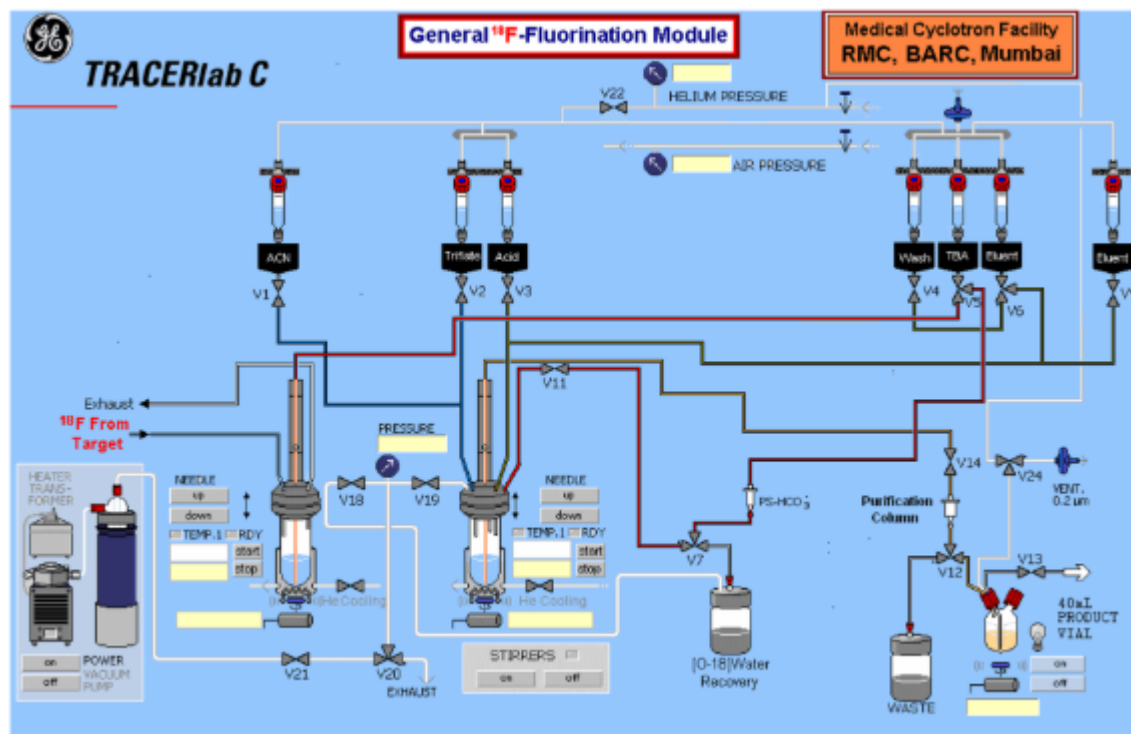 GE
TRACERlab C
General ¹⁸F-Fluorination Module
Medical Cyclotron Facility
RMC, BARC, Mumbai
V22
HELIUM PRESSURE
AIR PRESSURE
ACN
Triflate
Acid
Wash
TBA
Eluent
Eluent
V1
V2
V3
V4
V5
V6
V11
Exhaust
¹⁸F From
Target
PRESSURE
HEATER
TRANS-
FORMER
NEEDLE
up
down
TEMP.1
RDY
start
stop
V18
V19
NEEDLE
up
down
TEMP.1
RDY
start
stop
PS-HCO₃⁻
V14
V24
VENT.
0.2 um
Purification
Column
V7
V12
V13
He Cooling
He Cooling
40mL
PRODUCT
VIAL
on
off
POWER
VACUUM
PUMP
V21
V20
EXHAUST
STIRRERS
on
off
[O-18]Water
Recovery
WASTE
on
off